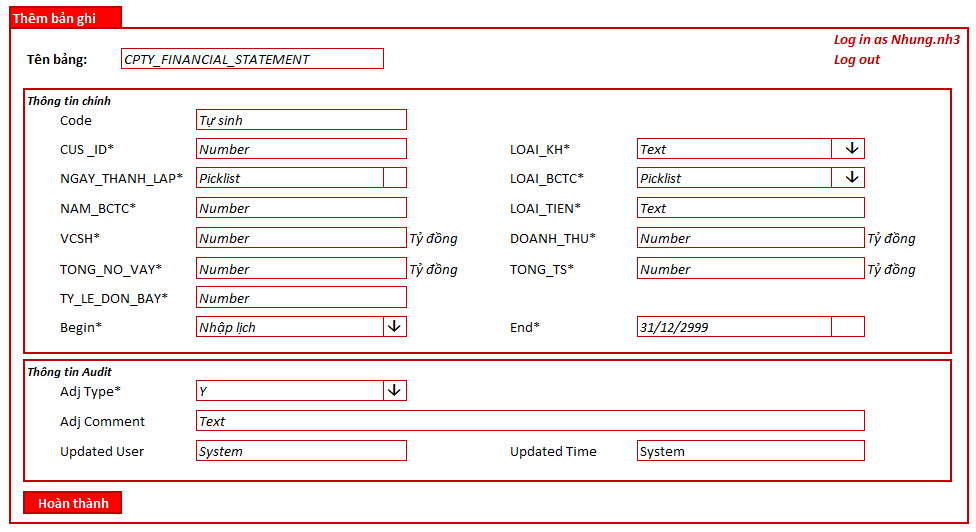 Thêm bản ghi
Log in as Nhung.nh3
Tên bảng: CPTY_FINANCIAL_STATEMENT Log out
Thông tin chính
Code Tự sinh
CUS _ID* Number LOAI_KH* Text
NGAY_THANH_LAP* Picklist LOAI_BCTC* Picklist
NAM_BCTC* Number LOAI_TIEN* Text
VCSH* Number Tỷ đồng DOANH_THU* Number Tỷ đồng
TONG_NO_VAY* Number Tỷ đồng TONG_TS* Number Tỷ đồng
TY_LE_DON_BAY* Number
Begin* Nhập lịch End* 31/12/2999
Thông tin Audit
Adj Type* Y
Adj Comment Text
Updated User System Updated Time System
Hoàn thành